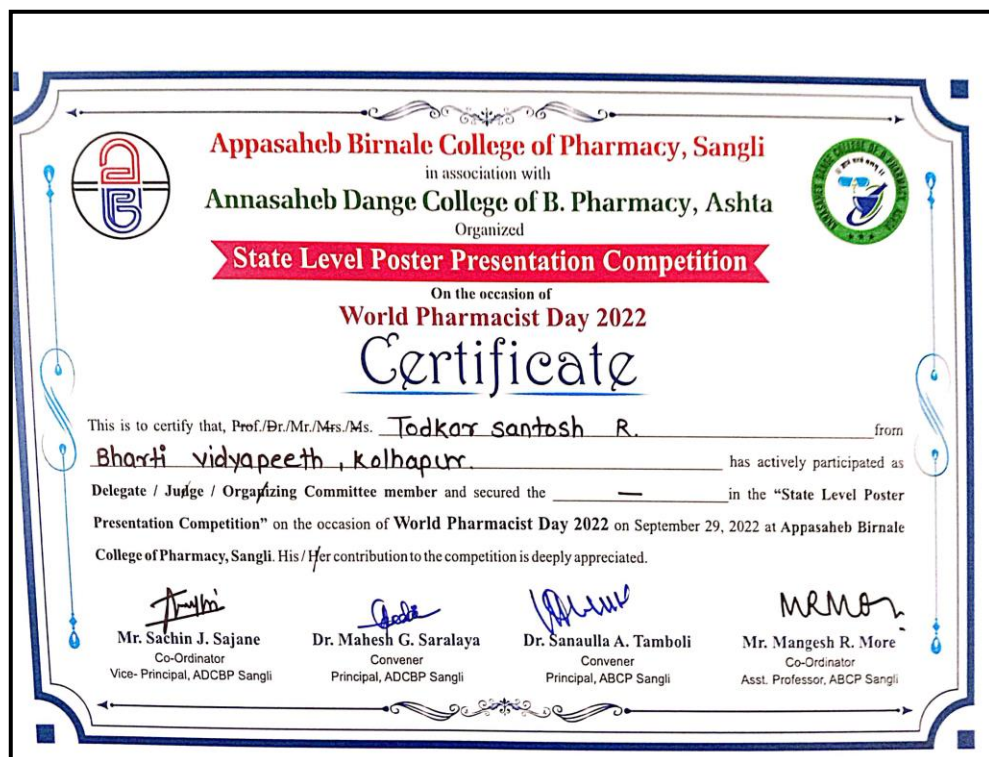 Appasaheb Birnale College of Pharmacy, Sangli
in association with
Annasaheb Dange College of B. Pharmacy, Ashta
Organized
State Level Poster Presentation Competition
On the occasion of
World Pharmacist Day 2022
Certificate
This is to certify that, Prof./Dr./Mr./Mrs./Ms. Todkar santosh R. from
Bharti vidyapeeth, Kolhapur. has actively participated as
Delegate / Judge / Organizing Committee member and secured the — in the “State Level Poster
Presentation Competition” on the occasion of World Pharmacist Day 2022 on September 29, 2022 at Appasaheb Birnale
College of Pharmacy, Sangli. His / Her contribution to the competition is deeply appreciated.
MRMore
Mr. Sachin J. Sajane Dr. Mahesh G. Saralaya Dr. Sanaulla A. Tamboli Mr. Mangesh R. More
Co-Ordinator Convener Convener Co-Ordinator
Vice- Principal, ADCBP Sangli Principal, ADCBP Sangli Principal, ABCP Sangli Asst. Professor, ABCP Sangli